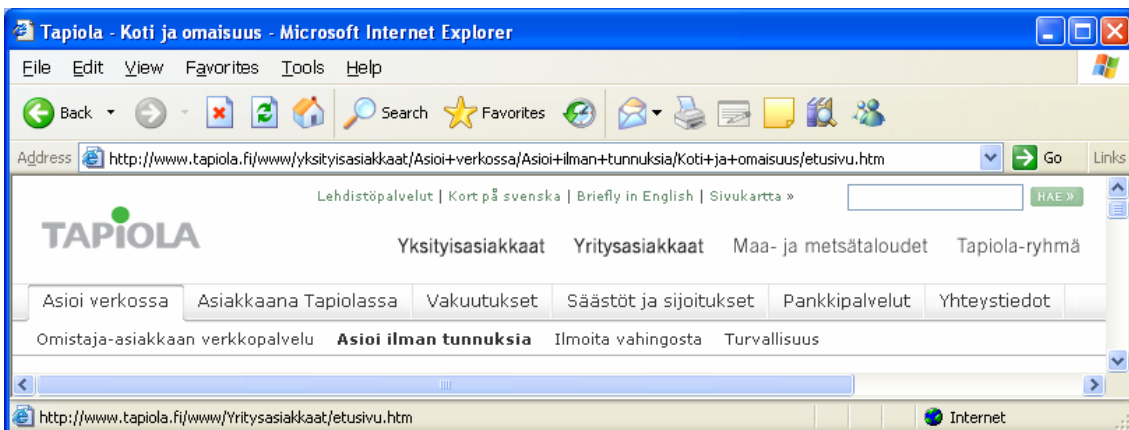 Tapiola - Koti ja omaisuus - Microsoft Internet Explorer
File Edit View Favorites Tools Help
Back Search Favorites
Address http://www.tapiola.fi/www/yksityisasiakkaat/Asioi+verkossa/Asioi+ilman+tunnuksia/Koti+ja+omaisuus/etusivu.htm Go Links
Lehdistöpalvelut | Kort på svenska | Briefly in English | Sivukartta » HAE »
TAPIOLA
Yksityisasiakkaat Yritysasiakkaat Maa- ja metsätaloudet Tapiola-ryhmä
Asioi verkossa Asiakkaana Tapiolassa Vakuutukset Säästöt ja sijoitukset Pankkipalvelut Yhteystiedot
Omistaja-asiakkaan verkkopalvelu Asioi ilman tunnuksia Ilmoita vahingosta Turvallisuus
http://www.tapiola.fi/www/Yritysasiakkaat/etusivu.htm Internet